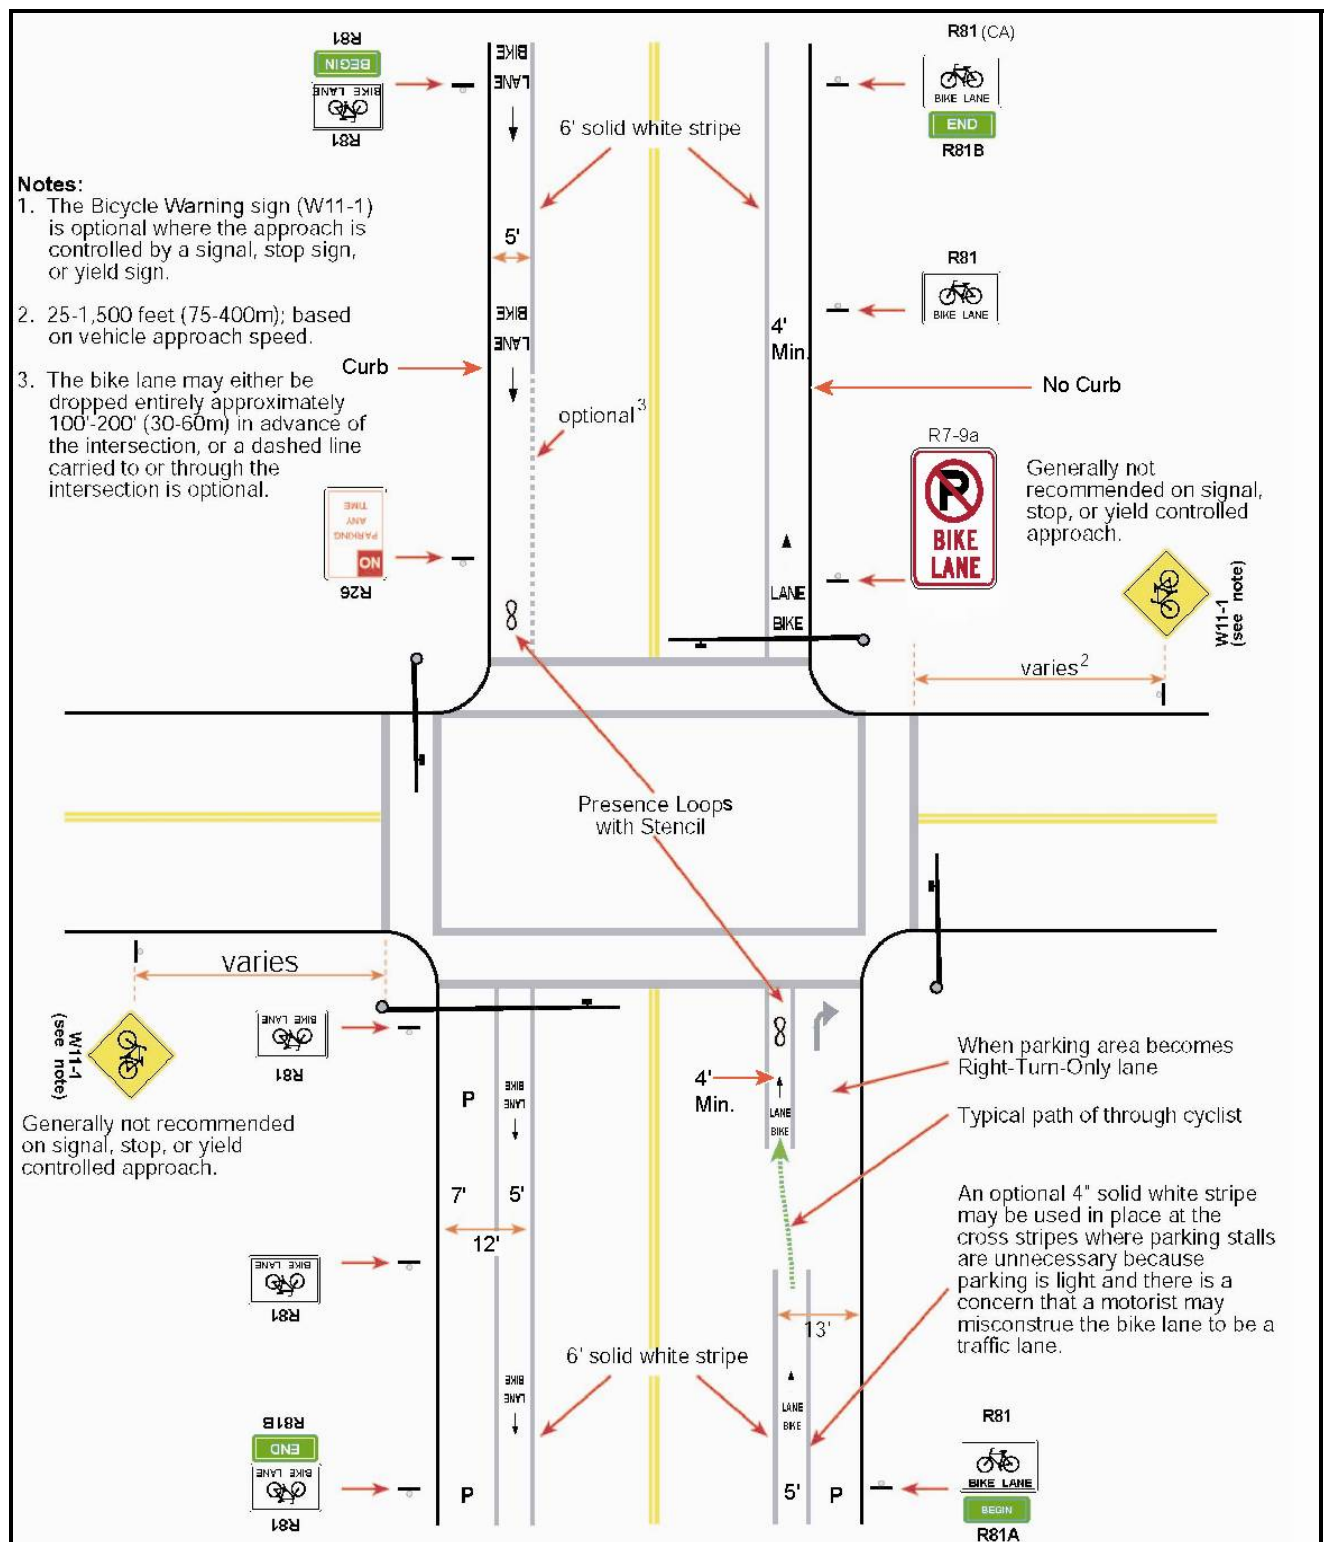 R81
BEGIN
BIKE LANE
R81
BIKE
LANE
R81 (CA)
BIKE LANE
END
R81B
6' solid white stripe
Notes:
1. The Bicycle Warning sign (W11-1)
is optional where the approach is
controlled by a signal, stop sign,
or yield sign.
2. 25-1,500 feet (75-400m); based
on vehicle approach speed.
3. The bike lane may either be
dropped entirely approximately
100'-200' (30-60m) in advance of
the intersection, or a dashed line
carried to or through the
intersection is optional.
5'
BIKE
LANE
R81
BIKE LANE
4'
Min.
Curb
No Curb
optional3
R7-9a
P
BIKE
LANE
Generally not
recommended on signal,
stop, or yield controlled
approach.
NO
PARKING
ANY
TIME
R26
LANE
BIKE
W11-1
(see note)
varies2
Presence Loops
with Stencil
varies
W11-1
(see note)
Generally not recommended
on signal, stop, or yield
controlled approach.
BIKE LANE
R81
P
BIKE
LANE
7'
5'
12'
4'
Min.
LANE
BIKE
When parking area becomes
Right-Turn-Only lane
Typical path of through cyclist
An optional 4" solid white stripe
may be used in place at the
cross stripes where parking stalls
are unnecessary because
parking is light and there is a
concern that a motorist may
misconstrue the bike lane to be a
traffic lane.
BIKE LANE
R81
13'
6' solid white stripe
BIKE
LANE
LANE
BIKE
R81B
END
BIKE LANE
R81
P
5'
P
R81
BIKE LANE
BEGIN
R81A